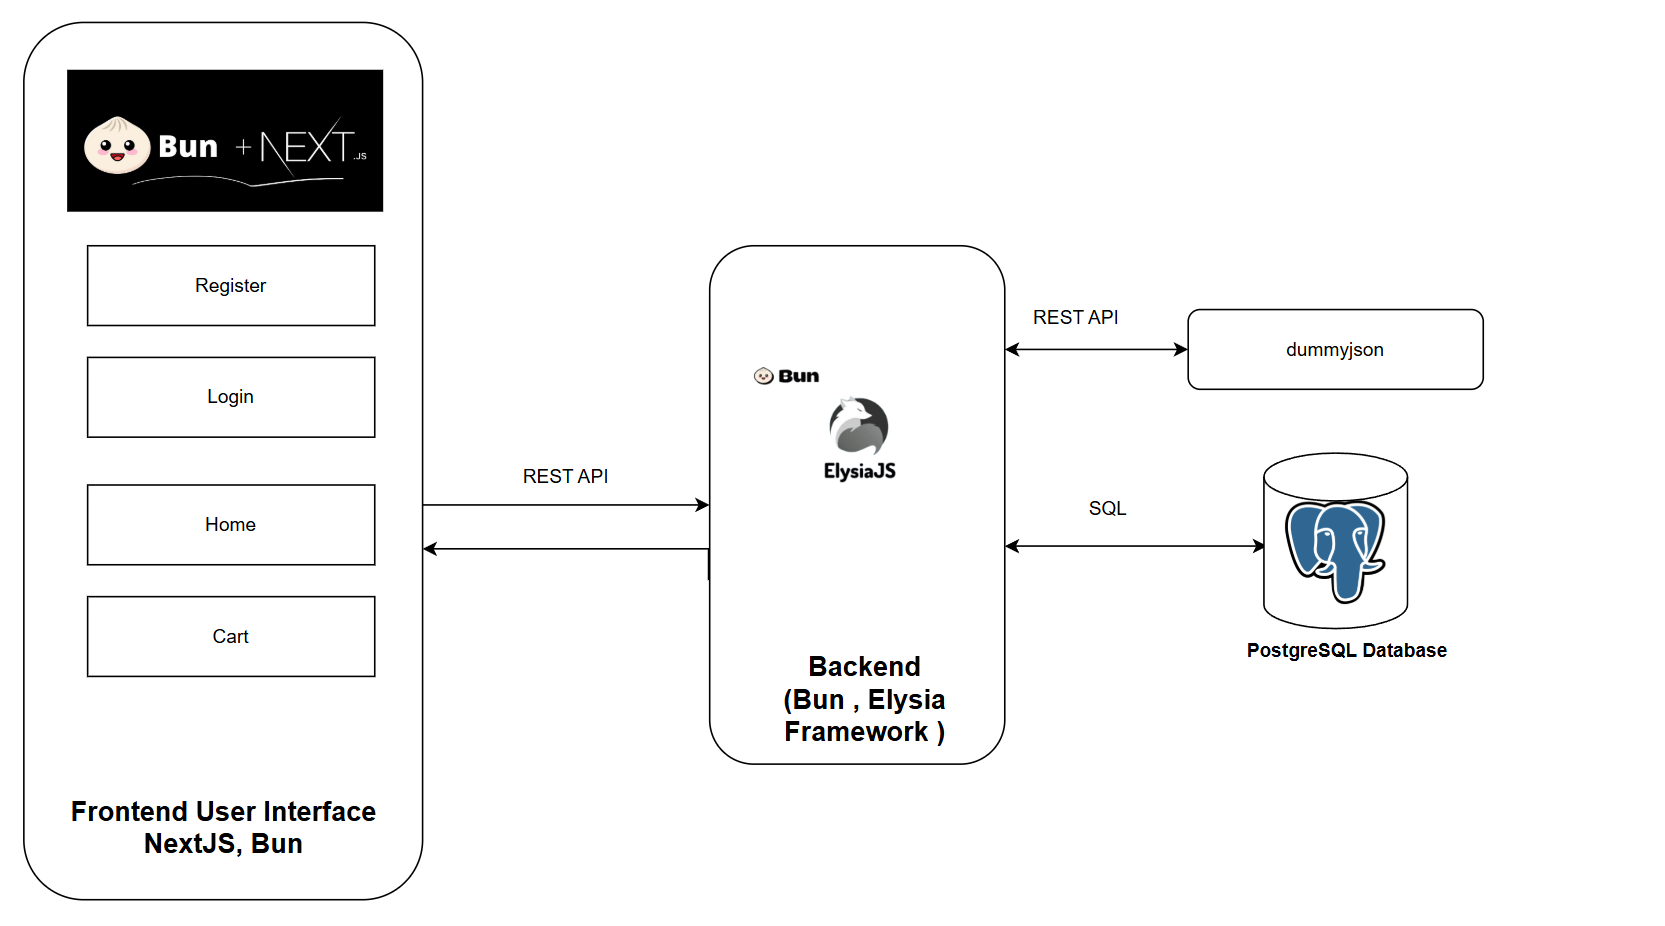 Bun + NEXT.JS
Register
Login
Home
Cart
Frontend User Interface
NextJS, Bun
REST API
Bun
ElysiaJS
Backend
(Bun , Elysia
Framework )
REST API
dummyjson
SQL
PostgreSQL Database